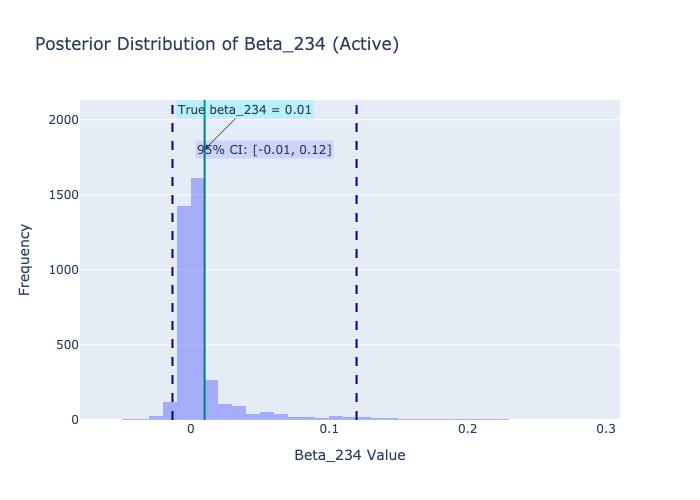 Posterior Distribution of Beta_234 (Active)
True beta_234 = 0.01
95% CI: [-0.01, 0.12]
2000
1500
1000
500
0
Frequency
0
0.1
0.2
0.3
Beta_234 Value